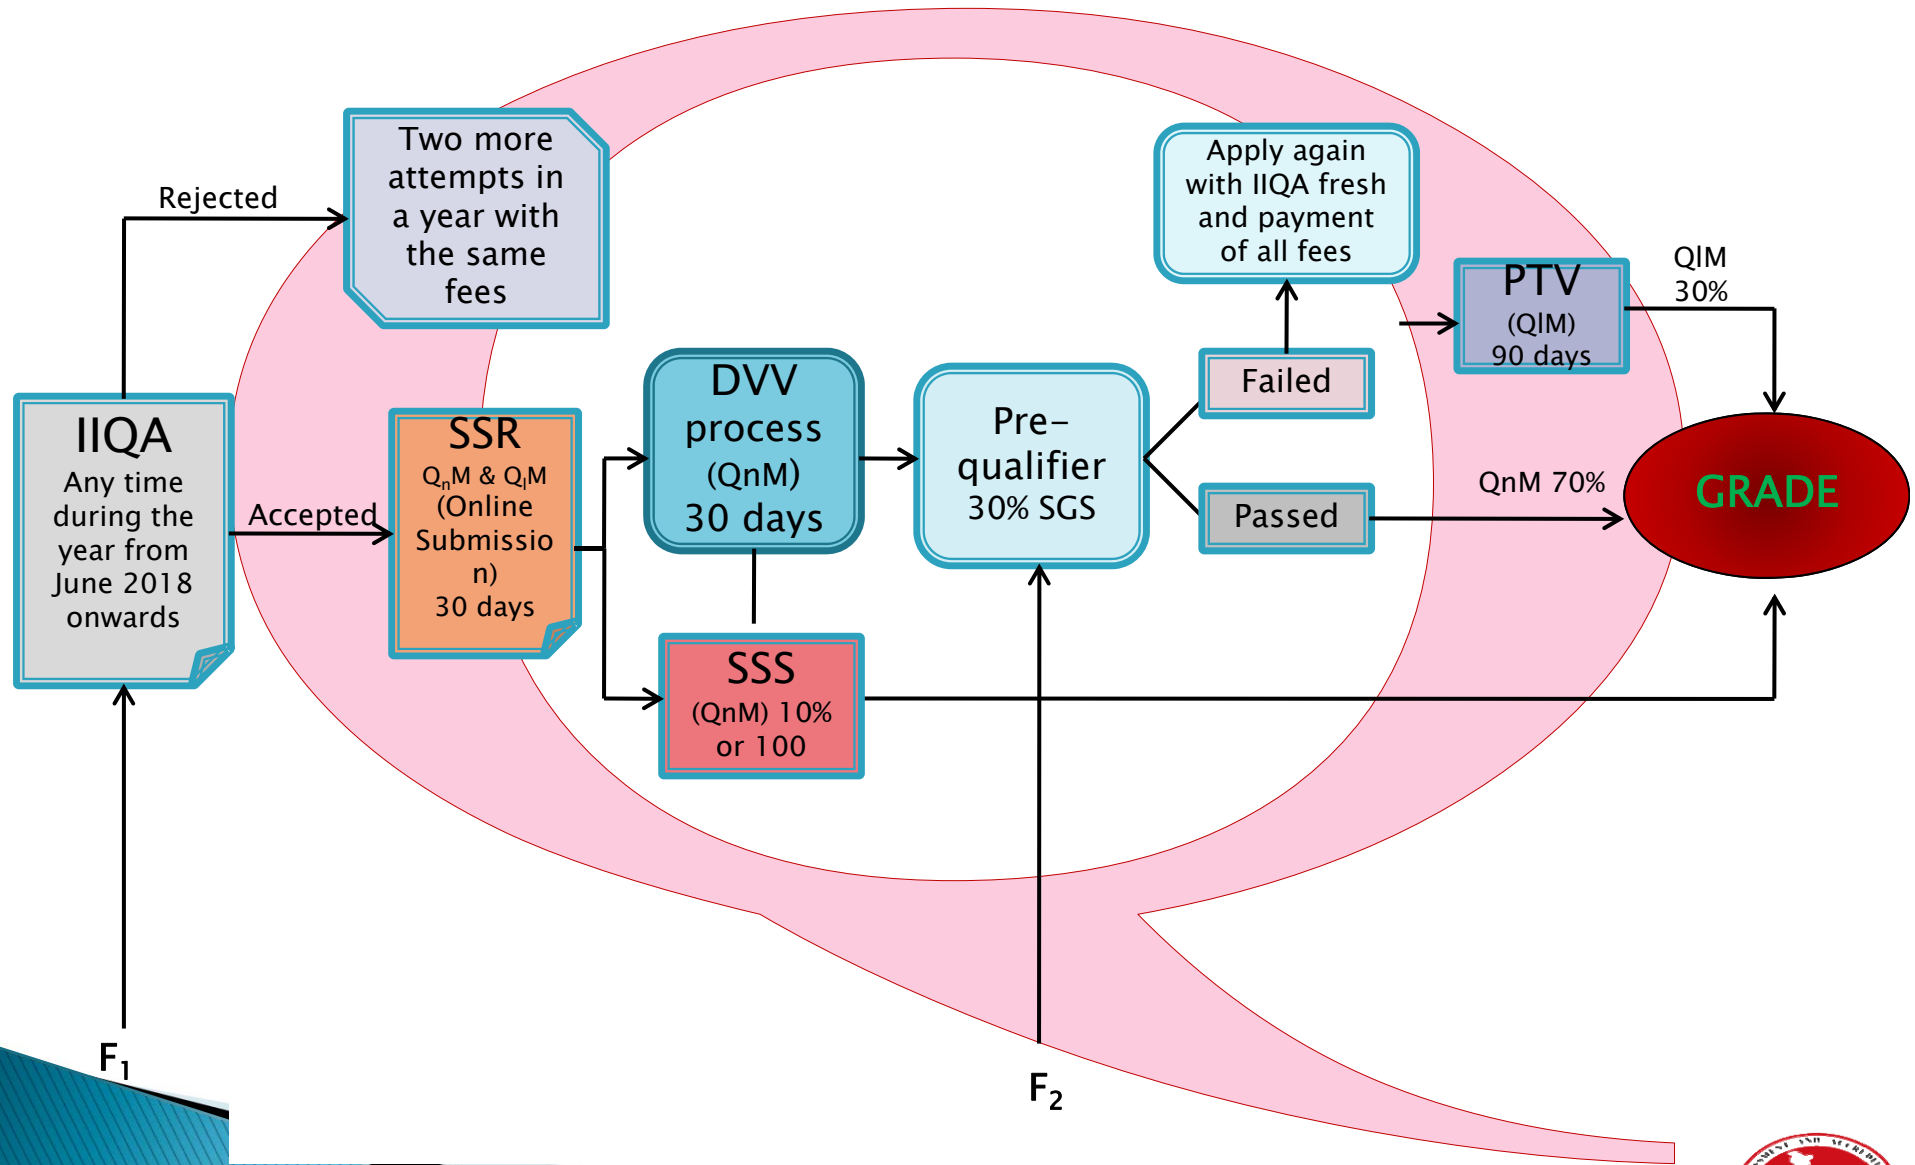 Two more
attempts in
a year with
the same
fees
Rejected
Apply again
with IIQA fresh
and payment
of all fees
PTV
(QlM)
90 days
QlM
30%
IIQA
Any time
during the
year from
June 2018
onwards
Accepted
SSR
QnM & QlM
(Online
Submissio
n)
30 days
DVV
process
(QnM)
30 days
Pre-
qualifier
30% SGS
Failed
Passed
QnM 70%
GRADE
SSS
(QnM) 10%
or 100
F1
F2